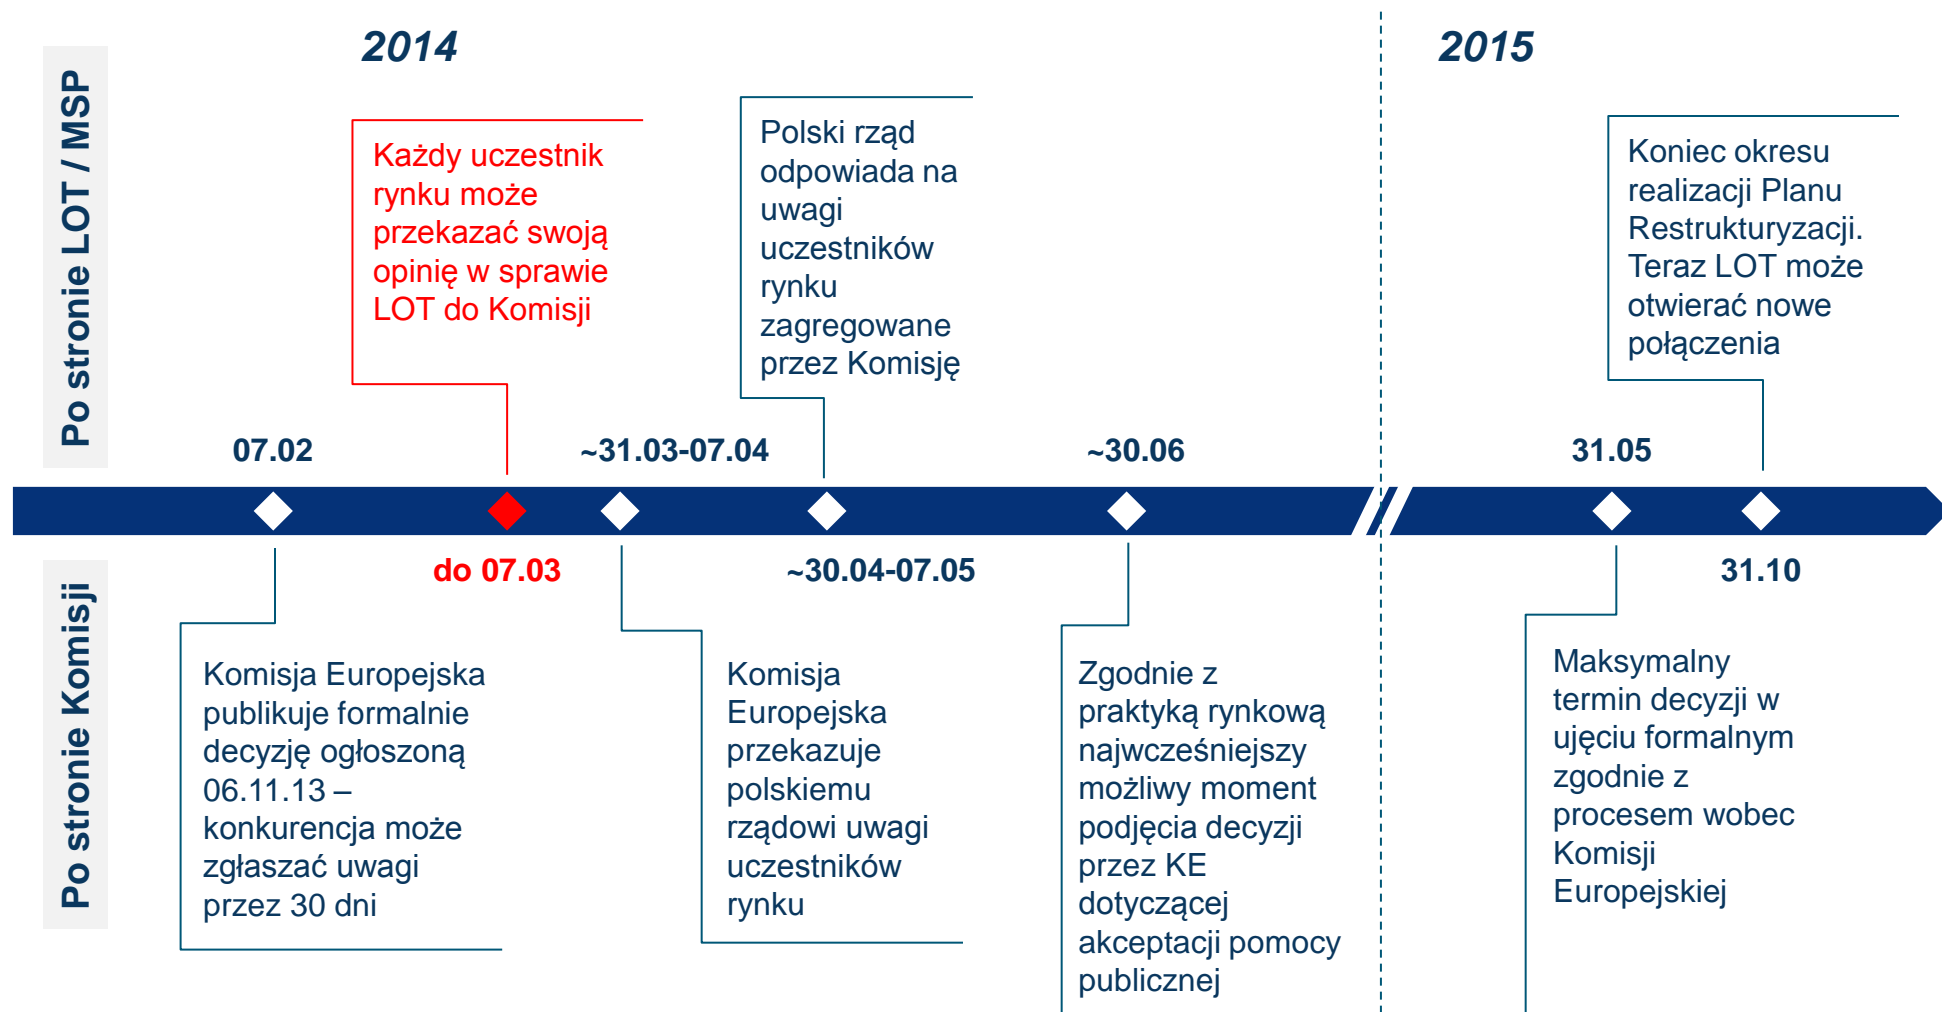 2014
2015
Po stronie LOT / MSP
Każdy uczestnik
rynku może
przekazać swoją
opinię w sprawie
LOT do Komisji
Polski rząd
odpowiada na
uwagi
uczestników
rynku
zagregowane
przez Komisję
Koniec okresu
realizacji Planu
Restrukturyzacji.
Teraz LOT może
otwierać nowe
połączenia
07.02
~31.03-07.04
~30.06
31.05
do 07.03
~30.04-07.05
31.10
Po stronie Komisji
Komisja Europejska
publikuje formalnie
decyzję ogłoszoną
06.11.13 –
konkurencja może
zgłaszać uwagi
przez 30 dni
Komisja
Europejska
przekazuje
polskiemu
rządowi uwagi
uczestników
rynku
Zgodnie z
praktyką rynkową
najwcześniejszy
możliwy moment
podjęcia decyzji
przez KE
dotyczącej
akceptacji pomocy
publicznej
Maksymalny
termin decyzji w
ujęciu formalnym
zgodnie z
procesem wobec
Komisji
Europejskiej